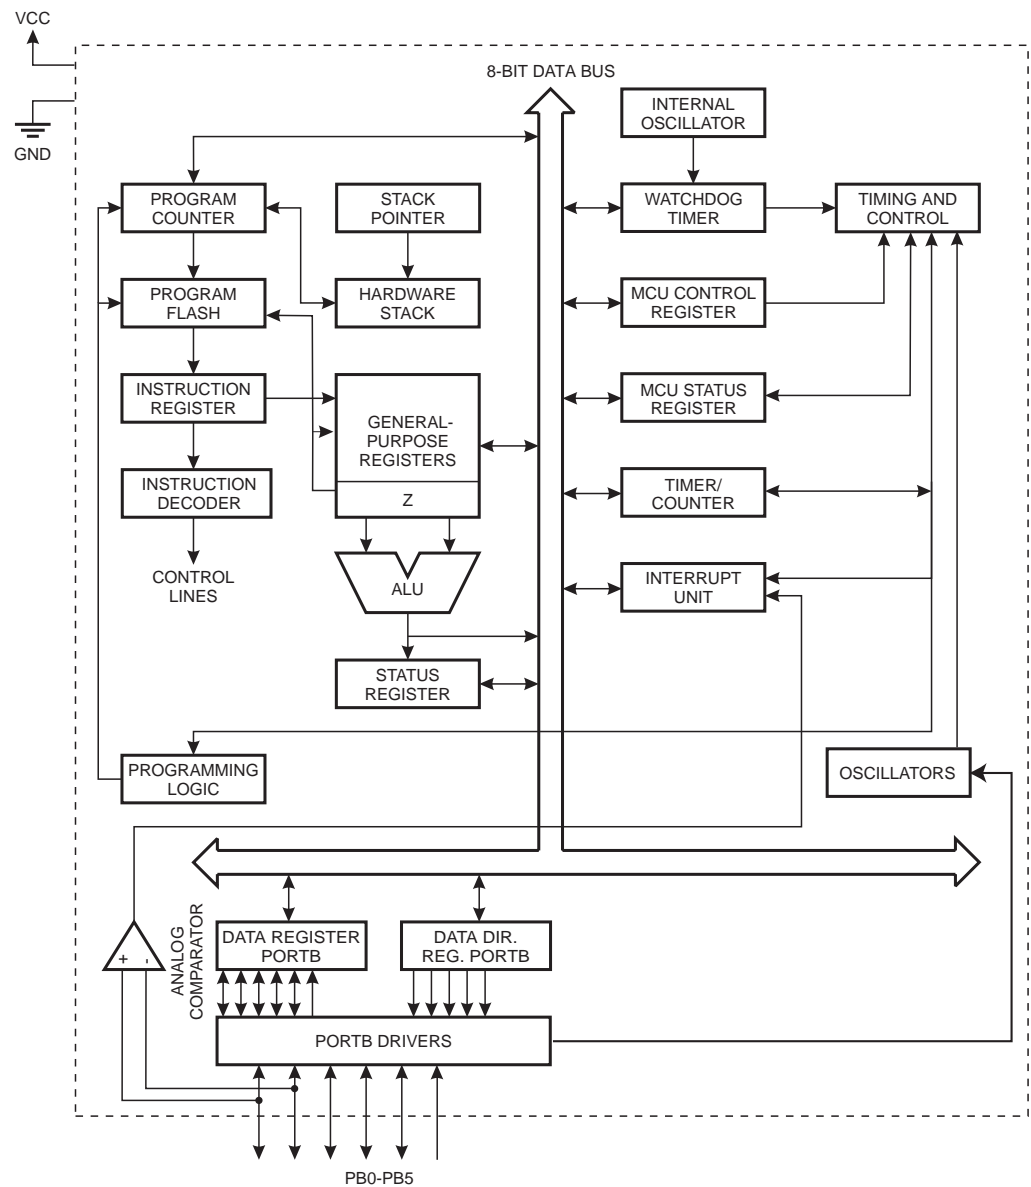 VCC
8-BIT DATA BUS
GND
INTERNAL
OSCILLATOR
PROGRAM
COUNTER
STACK
POINTER
WATCHDOG
TIMER
TIMING AND
CONTROL
PROGRAM
FLASH
HARDWARE
STACK
MCU CONTROL
REGISTER
INSTRUCTION
REGISTER
GENERAL-
PURPOSE
REGISTERS
Z
MCU STATUS
REGISTER
INSTRUCTION
DECODER
TIMER/
COUNTER
CONTROL
LINES
ALU
INTERRUPT
UNIT
STATUS
REGISTER
PROGRAMMING
LOGIC
OSCILLATORS
+
-
ANALOG
COMPARATOR
DATA REGISTER
PORTB
DATA DIR.
REG. PORTB
PORTB DRIVERS
PB0-PB5